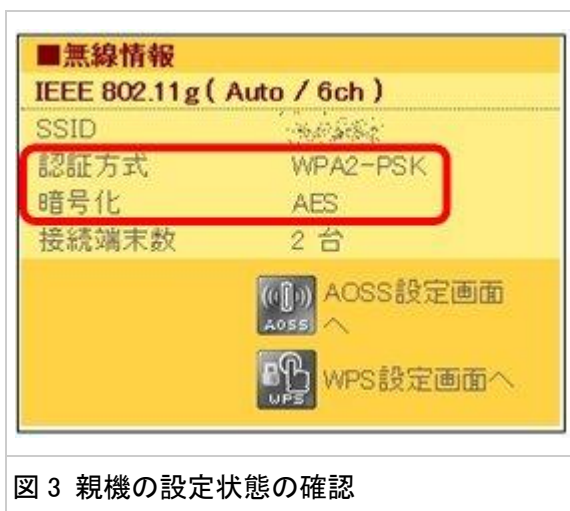 ■無線情報
IEEE 802.11g ( Auto / 6ch )
SSID
認証方式 WPA2-PSK
暗号化 AES
接続端末数 2 台
AOSS AOSS設定画面
へ
WPS WPS設定画面へ
図 3 親機の設定状態の確認